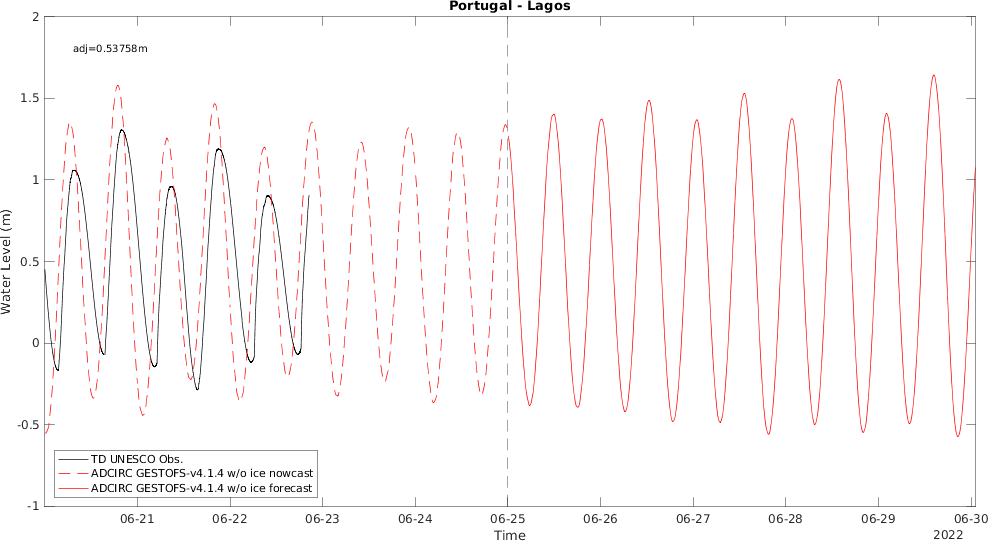 Portugal - Lagos
adj=0.53758m
2
1.5
1
0.5
0
-0.5
-1
Water Level (m)
TD UNESCO Obs.
ADCIRC GESTOFS-v4.1.4 w/o ice nowcast
ADCIRC GESTOFS-v4.1.4 w/o ice forecast
06-21 06-22 06-23 06-24 06-25 06-26 06-27 06-28 06-29 06-30
Time
2022